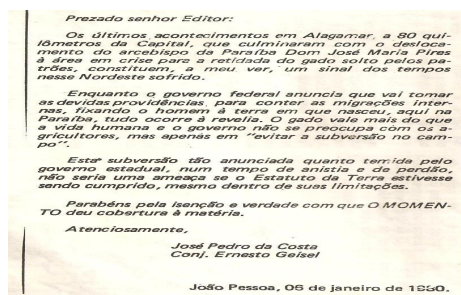 Prezado senhor Editor:
Os últimos acontecimentos em Alagamar, a 80 qui-
lômetros da Capital, que culminaram com o desloca-
mento do arcebispo da Paraíba Dom José Maria Pires
à área em crise para a retidada do gado solto pelos pa-
trões, constituem, a meu ver, um sinal dos tempos
nesse Nordeste sofrido.
Enquanto o governo federal anuncia que vai tomar
as devidas providências, para conter as migrações inter-
nas, fixando o homem à terra em que nasceu, aqui na
Paraíba, tudo ocorre à revelia. O gado vale mais do que
a vida humana e o governo não se preocupa com os a-
gricultores, mas apenas em "evitar a subversão no cam-
po".
Esta subversão tão anunciada quanto temida pelo
governo estadual, num tempo de anistia e de perdão,
não seria uma ameaça se o Estatuto da Terra estivesse
sendo cumprido, mesmo dentro de suas limitações.
Parabéns pela isenção e verdade com que O MOMEN-
TO deu cobertura à matéria.
Atenciosamente,
José Pedro da Costa
Conj. Ernesto Geisel
João Pessoa, 06 de janeiro de 1980.